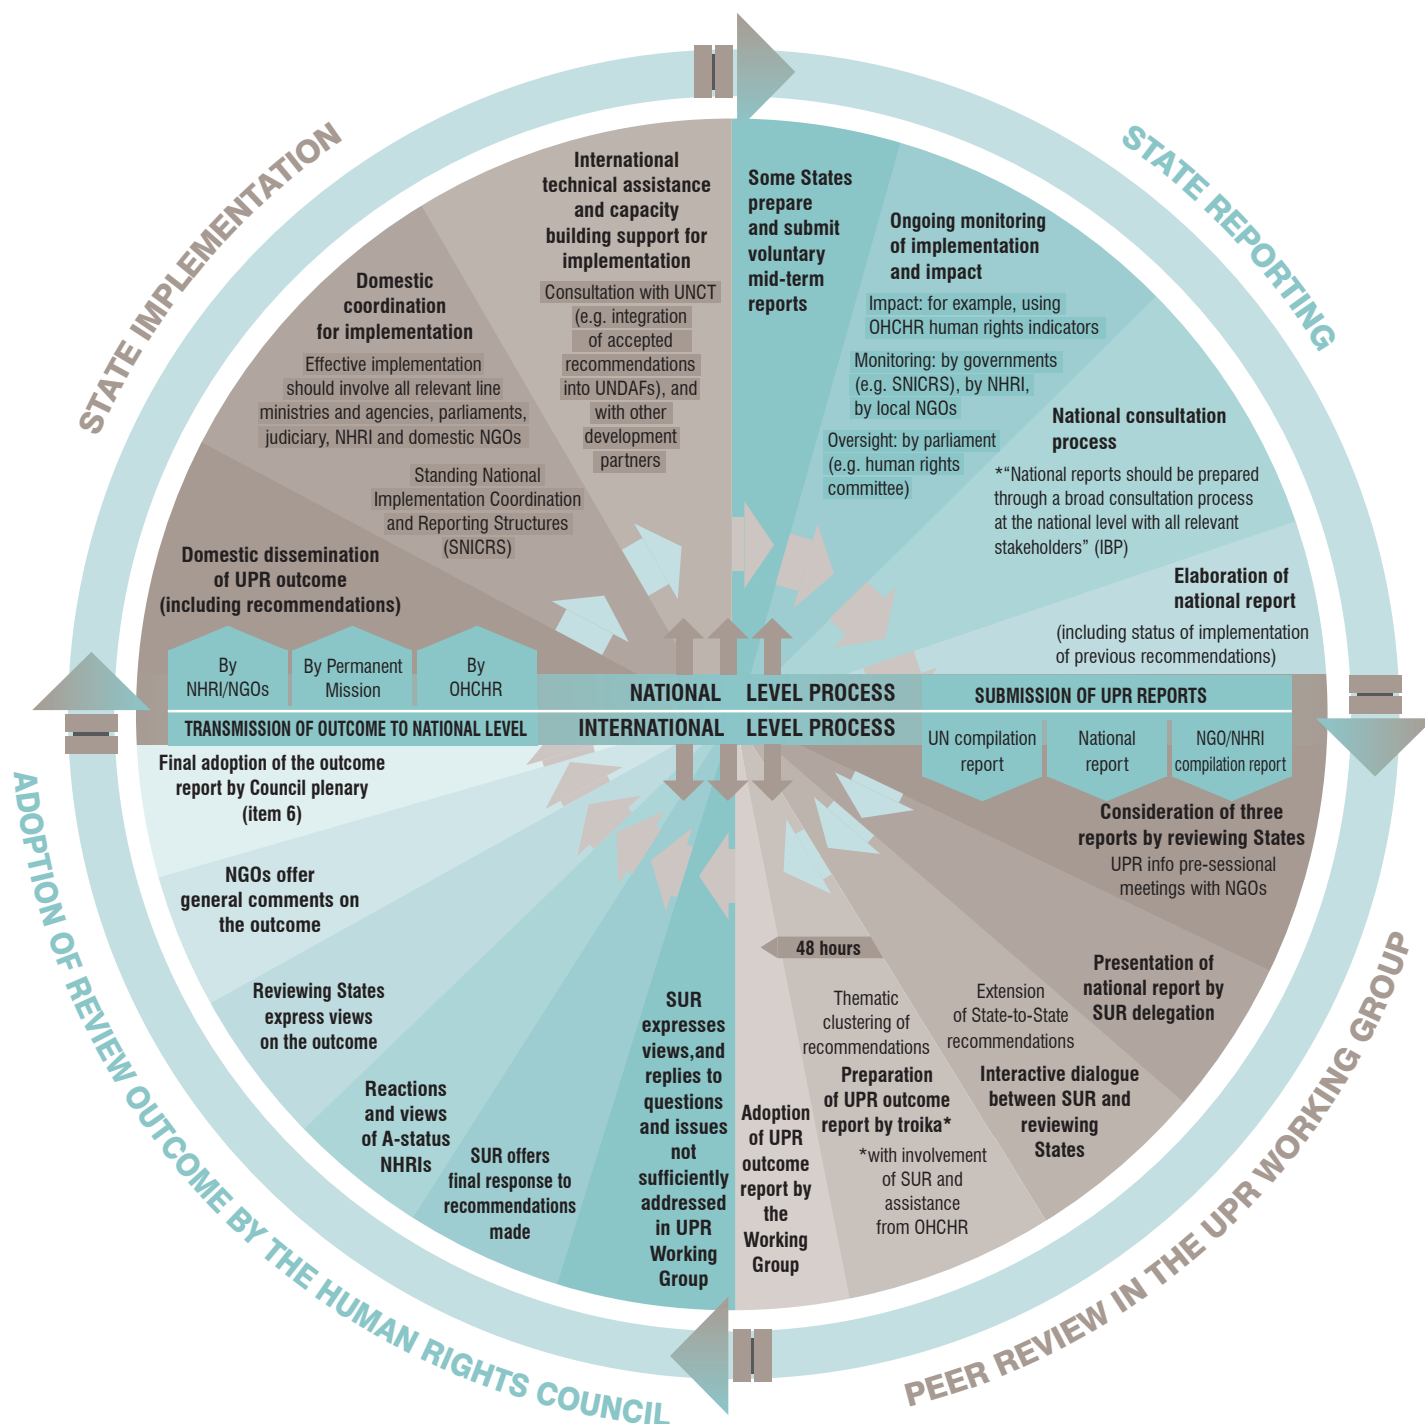 STATE IMPLEMENTATION
International
technical assistance
and capacity
building support for
implementation
Consultation with UNCT
(e.g. integration
of accepted
recommendations
into UNDAFs), and
with other
development
partners
Domestic
coordination
for implementation
Effective implementation
should involve all relevant line
ministries and agencies, parliaments,
judiciary, NHRI and domestic NGOs
Standing National
Implementation Coordination
and Reporting Structures
(SNICRS)
Domestic dissemination
of UPR outcome
(including recommendations)
By
NHRI/NGOs
By Permanent
Mission
By
OHCHR
TRANSMISSION OF OUTCOME TO NATIONAL LEVEL
STATE REPORTING
Some States
prepare
and submit
voluntary
mid-term
reports
Ongoing monitoring
of implementation
and impact
Impact: for example, using
OHCHR human rights indicators
Monitoring: by governments
(e.g. SNICRS), by NHRI,
by local NGOs
Oversight: by parliament
(e.g. human rights
committee)
National consultation
process
*“National reports should be prepared
through a broad consultation process
at the national level with all relevant
stakeholders” (IBP)
Elaboration of
national report
(including status of implementation
of previous recommendations)
NATIONAL LEVEL PROCESS
INTERNATIONAL LEVEL PROCESS
SUBMISSION OF UPR REPORTS
UN compilation
report
National
report
NGO/NHRI
compilation report
Consideration of three
reports by reviewing States
UPR info pre-sessional
meetings with NGOs
Presentation of
national report by
SUR delegation
Extension
of State-to-State
recommendations
Interactive dialogue
between SUR and
reviewing
States
48 hours
Thematic
clustering of
recommendations
Preparation
of UPR outcome
report by troika*
*with involvement
of SUR and
assistance
from OHCHR
Adoption
of UPR
outcome
report by
the
Working
Group
PEER REVIEW IN THE UPR WORKING GROUP
SUR
expresses
views,and
replies to
questions
and issues
not
sufficiently
addressed
in UPR
Working
Group
SUR offers
final response to
recommendations
made
Reactions
and views
of A-status
NHRIs
Reviewing States
express views
on the outcome
NGOs offer
general comments on
the outcome
Final adoption of the outcome
report by Council plenary
(item 6)
ADOPTION OF REVIEW OUTCOME BY THE HUMAN RIGHTS COUNCIL